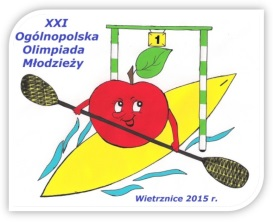 XXI
Ogólnopolska
Olimpiada
Młodzieży
1
Wietrznice 2015 r.